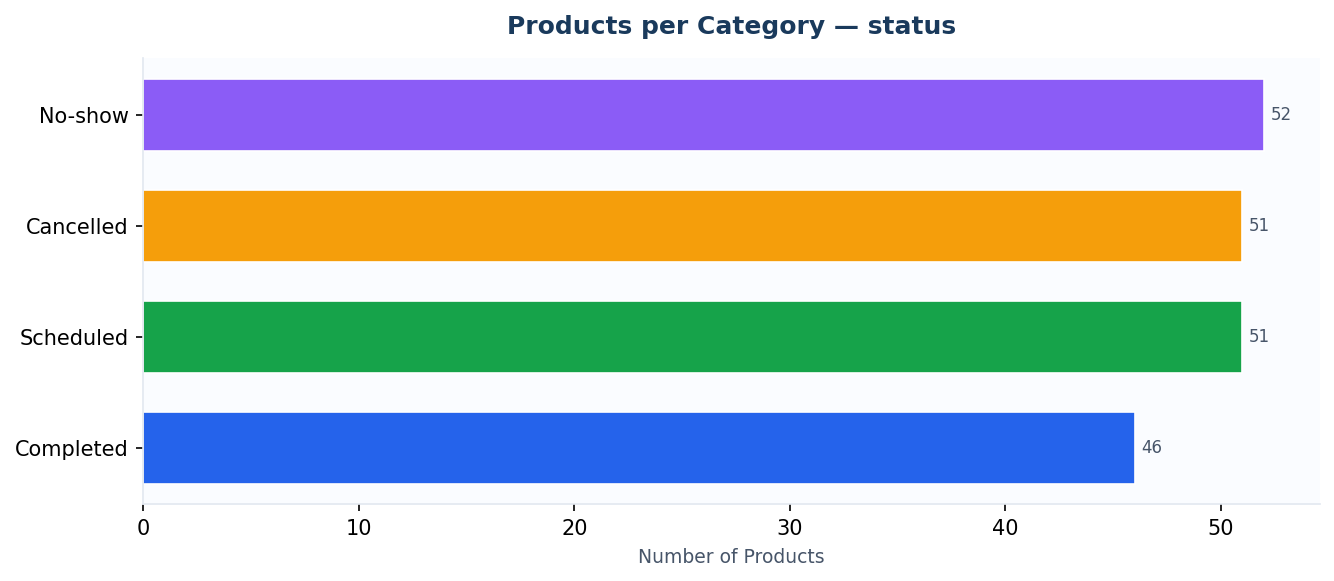 Products per Category — status
No-show 52
Cancelled 51
Scheduled 51
Completed 46
0 10 20 30 40 50
Number of Products